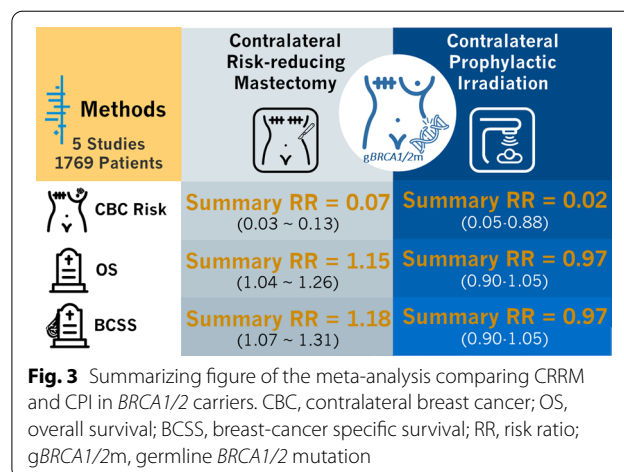 Contralateral
Risk-reducing
Mastectomy
Contralateral
Prophylactic
Irradiation
Methods
5 Studies
1769 Patients
gBRCA1/2m
CBC Risk
Summary RR = 0.07
(0.03 ~ 0.13)
Summary RR = 0.02
(0.05-0.88)
OS
Summary RR = 1.15
(1.04 ~ 1.26)
Summary RR = 0.97
(0.90-1.05)
BCSS
Summary RR = 1.18
(1.07 ~ 1.31)
Summary RR = 0.97
(0.90-1.05)
Fig. 3 Summarizing figure of the meta-analysis comparing CRRM
and CPI in BRCA1/2 carriers. CBC, contralateral breast cancer; OS,
overall survival; BCSS, breast-cancer specific survival; RR, risk ratio;
gBRCA1/2m, germline BRCA1/2 mutation